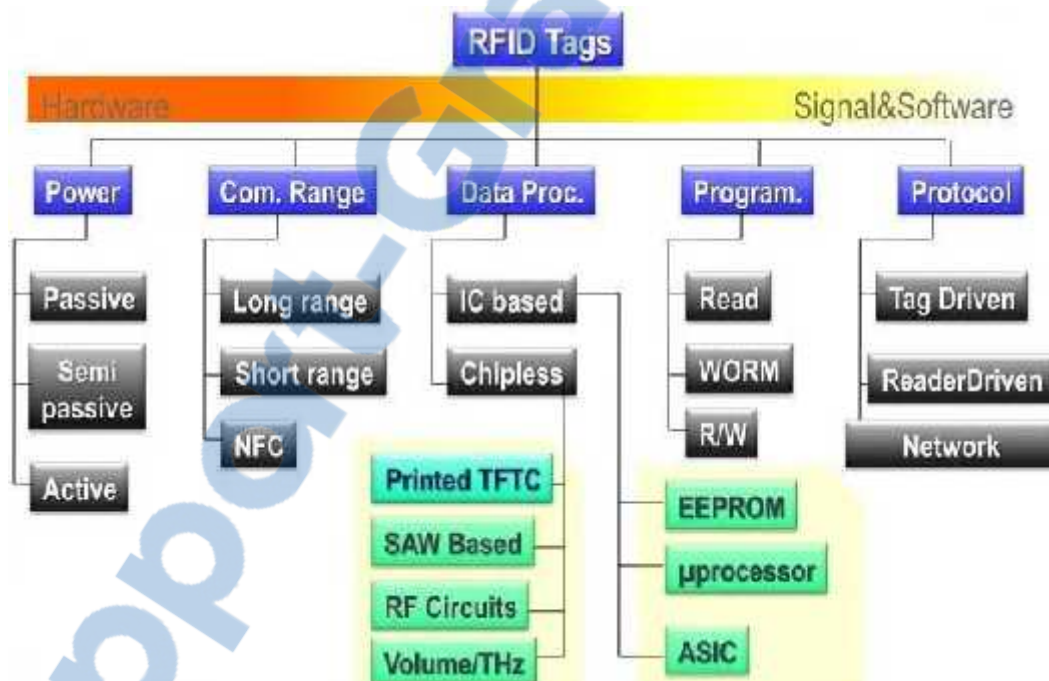 RFID Tags
Hardware
Signal&Software
Power
Com. Range
Data Proc.
Program.
Protocol
Passive
Semi
passive
Active
Long range
Short range
NFC
IC based
Chipless
Printed TFTC
SAW Based
RF Circuits
Volume/THz
Read
WORM
R/W
EEPROM
µprocessor
ASIC
Tag Driven
ReaderDriven
Network